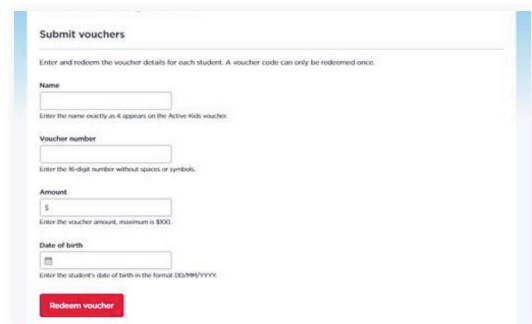 Submit vouchers
Enter and redeem the voucher details for each student. A voucher code can only be redeemed once.
Name
Enter the name exactly as it appears on the Active Kids voucher.
Voucher number
Enter the 16-digit number without spaces or symbols.
Amount
$
Enter the voucher amount, maximum is $100.
Date of birth
Enter the student's date of birth in the format DD/MM/YYYY.
Redeem voucher